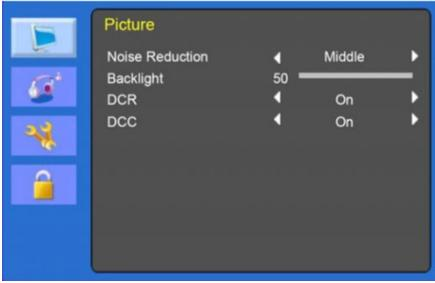 Picture
Noise Reduction Middle
Backlight 50
DCR On
DCC On